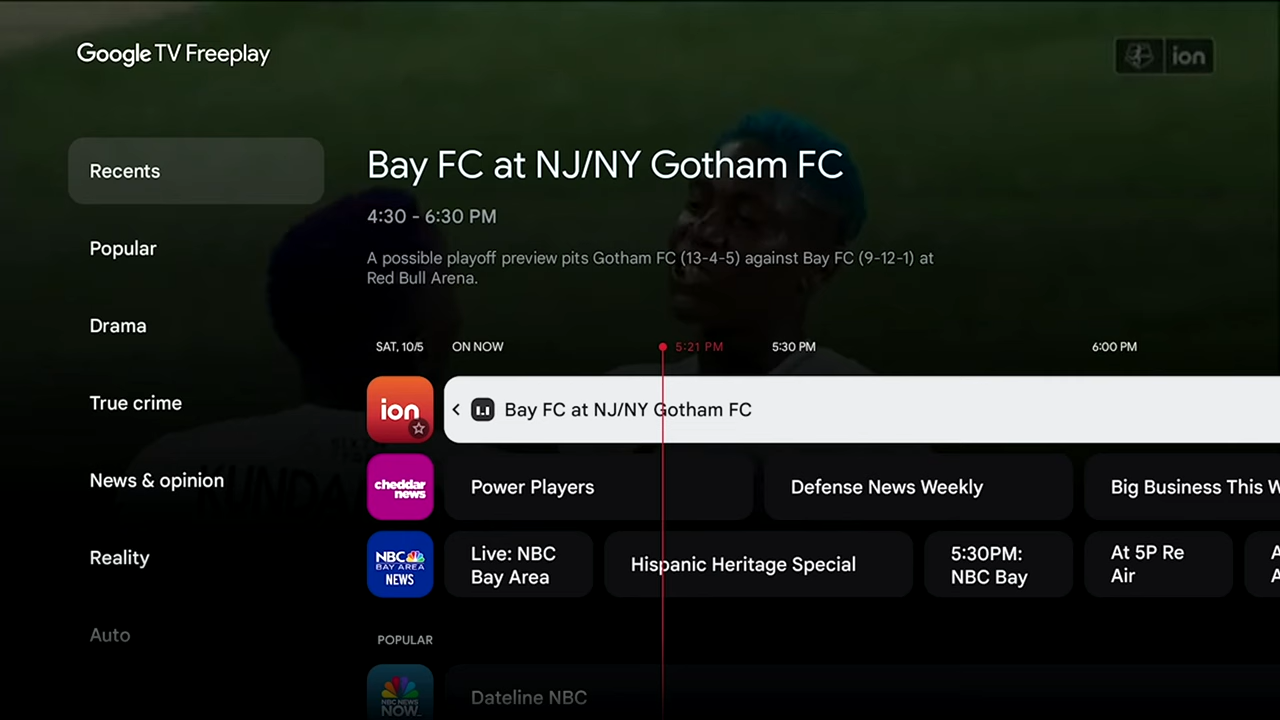 Google TV Freeplay
ion
Recents
Popular
Drama
True crime
News & opinion
Reality
Auto
Bay FC at NJ/NY Gotham FC
4:30 - 6:30 PM
A possible playoff preview pits Gotham FC (13-4-5) against Bay FC (9-12-1) at
Red Bull Arena.
SAT, 10/5
ON NOW
5:21 PM
5:30 PM
6:00 PM
ion
Bay FC at NJ/NY Gotham FC
cheddar
news
Power Players
Defense News Weekly
Big Business This W
NBC
BAY AREA
NEWS
Live: NBC
Bay Area
Hispanic Heritage Special
5:30PM:
NBC Bay
At 5P Re
Air
A
A
POPULAR
NBC NEWS
NOW
Dateline NBC
KUNDA